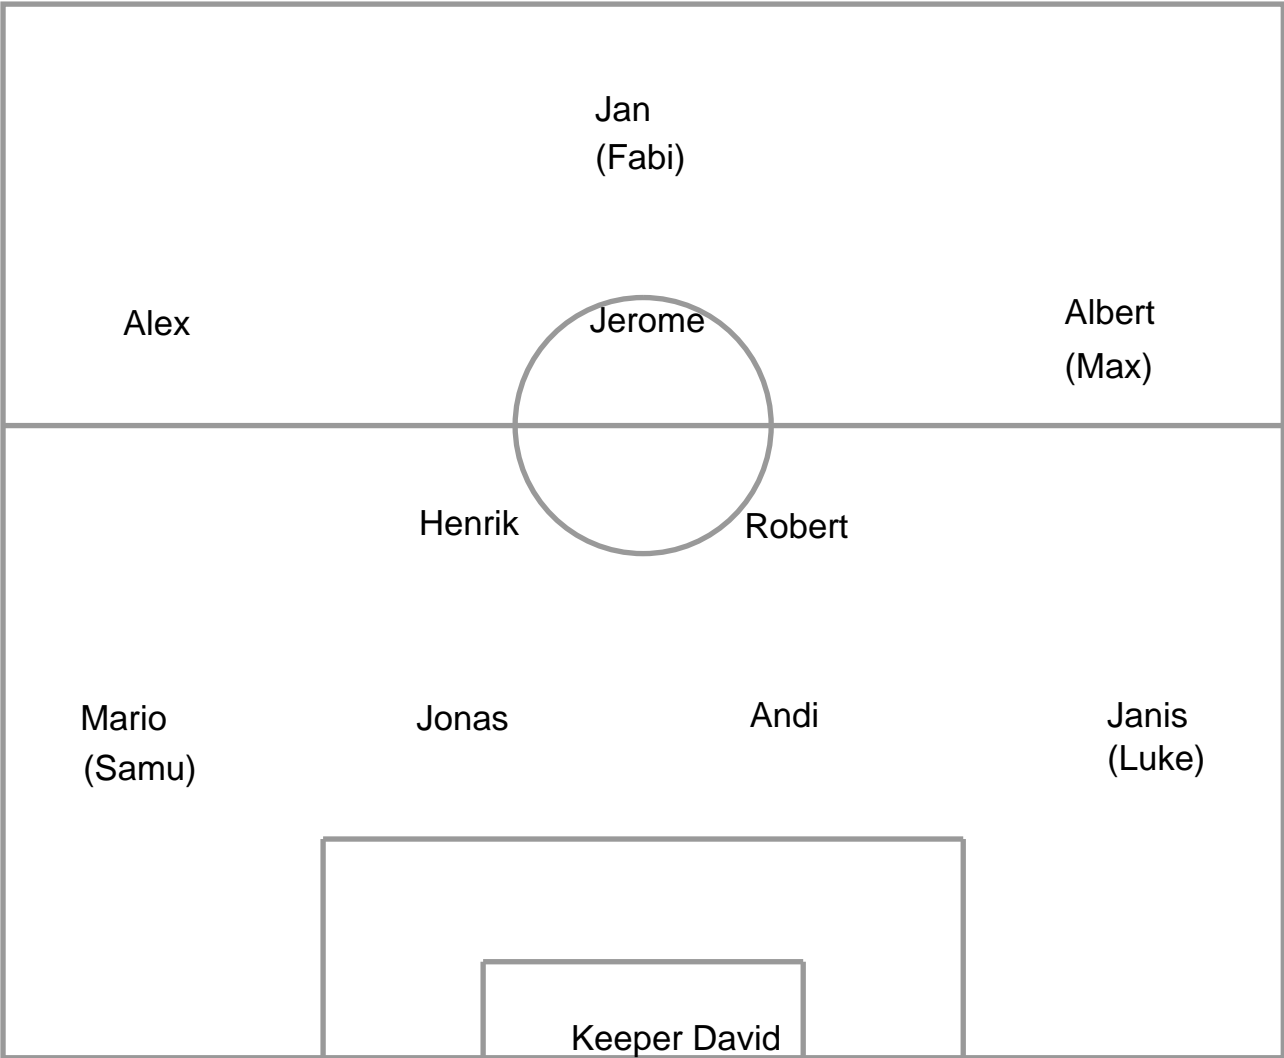 Jan
(Fabi)
Alex
Jerome
Albert
(Max)
Henrik
Robert
Mario
(Samu)
Jonas
Andi
Janis
(Luke)
Keeper David